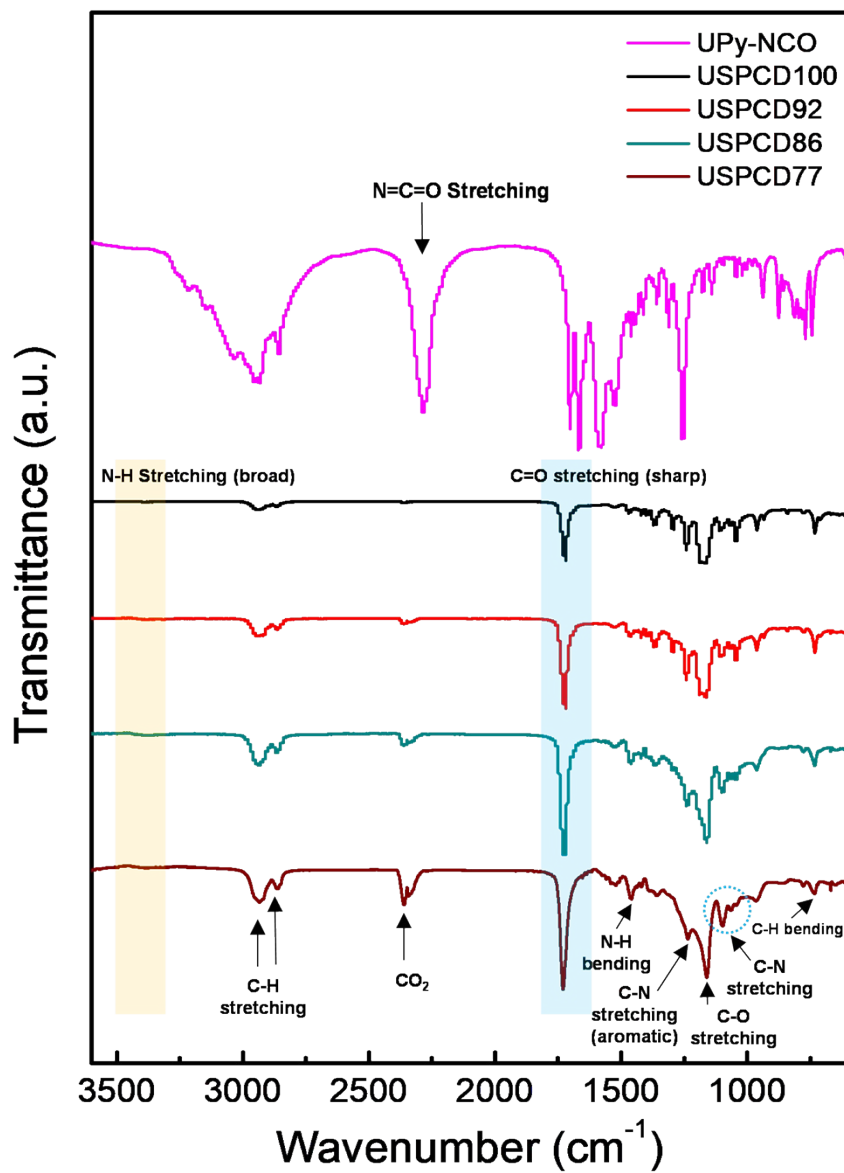 UPy-NCO
USPCD100
USPCD92
USPCD86
USPCD77
N=C=O Stretching
N-H Stretching (broad)
C=O stretching (sharp)
C-H
stretching
CO₂
N-H
bending
C-N
stretching
(aromatic)
C-O
stretching
C-N
stretching
C-H bending
Transmittance (a.u.)
3500 3000 2500 2000 1500 1000
Wavenumber (cm⁻¹)